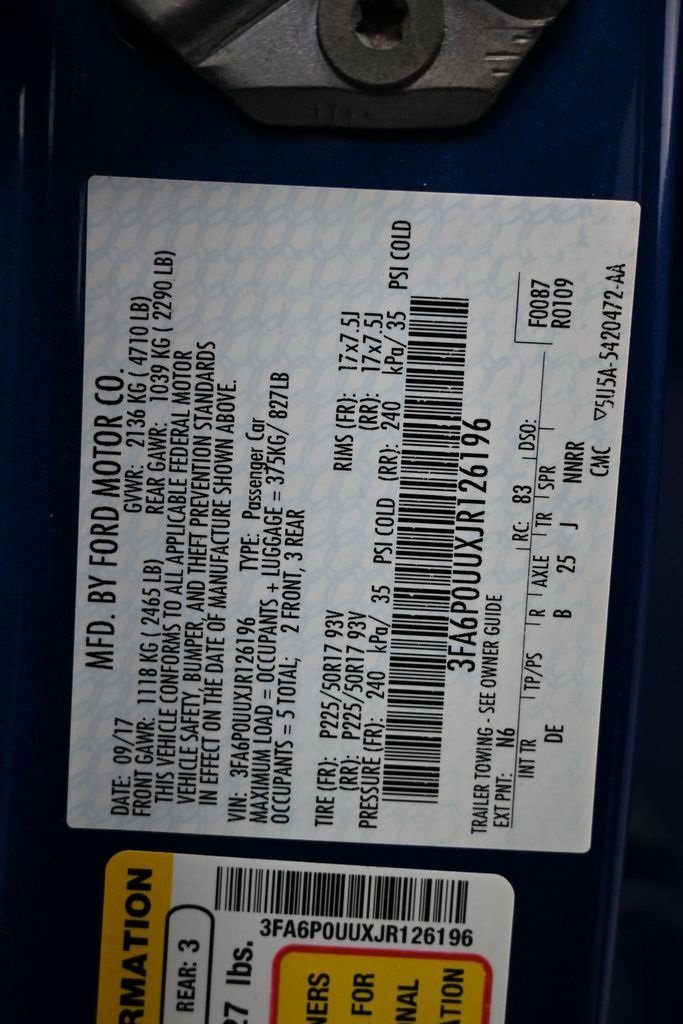 MFD. BY FORD MOTOR CO.
DATE: 09/17 GVWR: 2136 KG ( 4710 LB)
FRONT GAWR: 1118 KG ( 2465 LB) REAR GAWR: 1039 KG ( 2290 LB)
THIS VEHICLE CONFORMS TO ALL APPLICABLE FEDERAL MOTOR
VEHICLE SAFETY, BUMPER, AND THEFT PREVENTION STANDARDS
IN EFFECT ON THE DATE OF MANUFACTURE SHOWN ABOVE.
VIN: 3FA6P0UUXJR126196 TYPE: Passenger Car
MAXIMUM LOAD = OCCUPANTS + LUGGAGE = 375KG/ 827LB
OCCUPANTS = 5 TOTAL; 2 FRONT, 3 REAR
TIRE (FR): P225/50R17 93V RIMS (FR): 17x7.5J
(RR): P225/50R17 93V (RR): 17x7.5J
PRESSURE (FR): 240 kPa/ 35 PSI COLD (RR): 240 kPa/ 35 PSI COLD
3FA6P0UUXJR126196
TRAILER TOWING - SEE OWNER GUIDE
EXT PNT: N6 RC: 83 DSO: F0087
R0109
INT TR TP/PS R AXLE TR SPR
DE B 25 J NNRR
CMC ▽5U5A-5420472-AA
RMATION
REAR: 3
27 lbs.
3FA6P0UUXJR126196
NERS
FOR
NAL
ATION